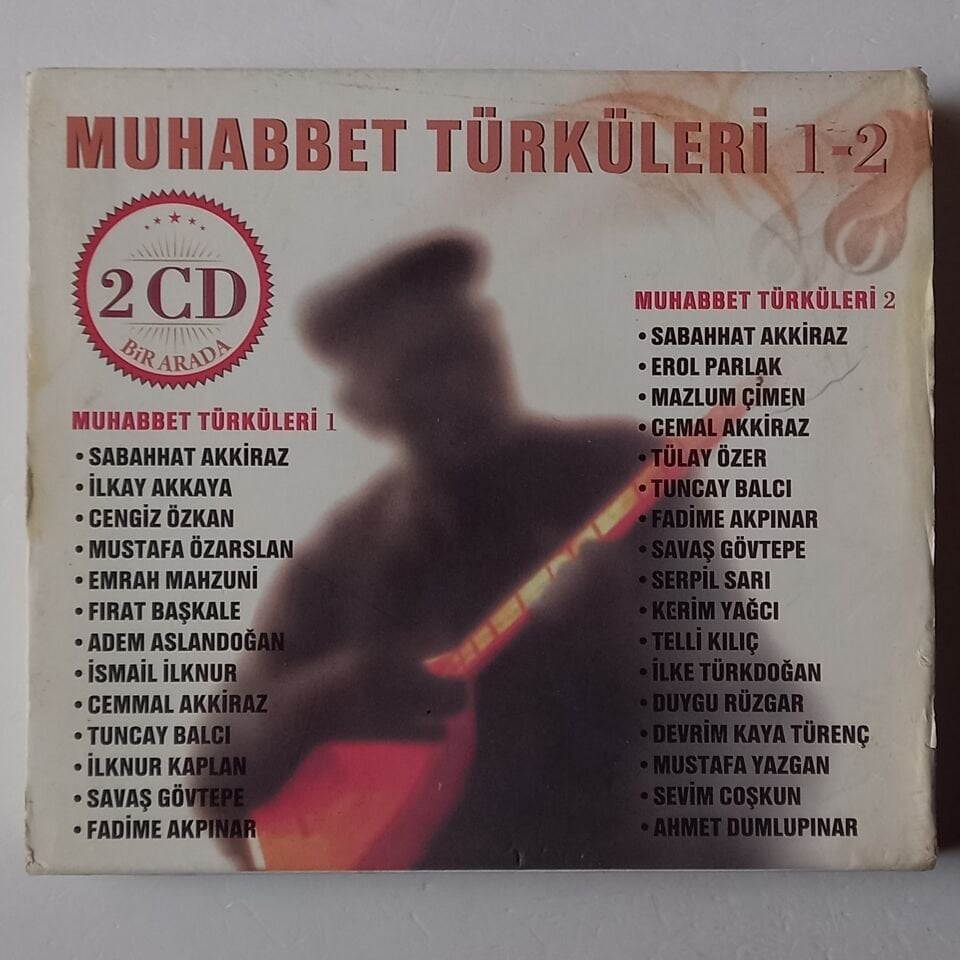 MUHABBET TÜRKÜLERİ 1-2
2 CD
BİR ARADA
MUHABBET TÜRKÜLERİ 1
• SABAHHAT AKKİRAZ
• İLKAY AKKAYA
• CENGİZ ÖZKAN
• MUSTAFA ÖZARSLAN
• EMRAH MAHZUNİ
• FIRAT BAŞKALE
• ADEM ASLANDOĞAN
• İSMAİL İLKNUR
• CEMMAL AKKİRAZ
• TUNCAY BALCI
• İLKNUR KAPLAN
• SAVAŞ GÖVTEPE
• FADİME AKPINAR
MUHABBET TÜRKÜLERİ 2
• SABAHHAT AKKİRAZ
• EROL PARLAK
• MAZLUM ÇİMEN
• CEMAL AKKİRAZ
• TÜLAY ÖZER
• TUNCAY BALCI
• FADİME AKPINAR
• SAVAŞ GÖVTEPE
• SERPİL SARI
• KERİM YAĞCI
• TELLİ KILIÇ
• İLKE TÜRKDOĞAN
• DUYGU RÜZGAR
• DEVRİM KAYA TÜRENÇ
• MUSTAFA YAZGAN
• SEVİM COŞKUN
• AHMET DUMLUPINAR